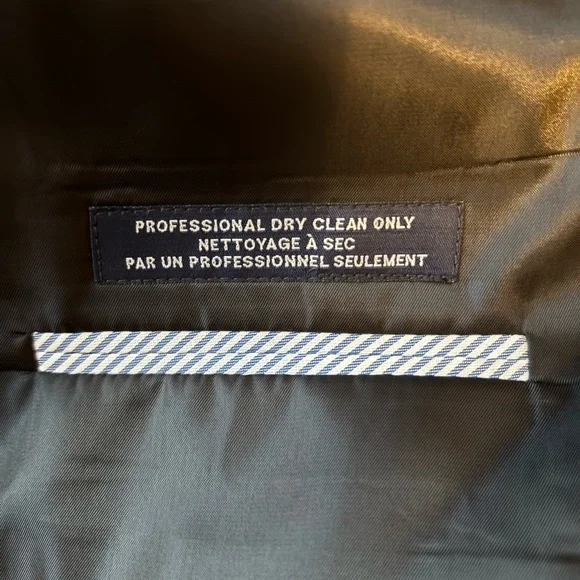 PROFESSIONAL DRY CLEAN ONLY
NETTOYAGE À SEC
PAR UN PROFESSIONNEL SEULEMENT